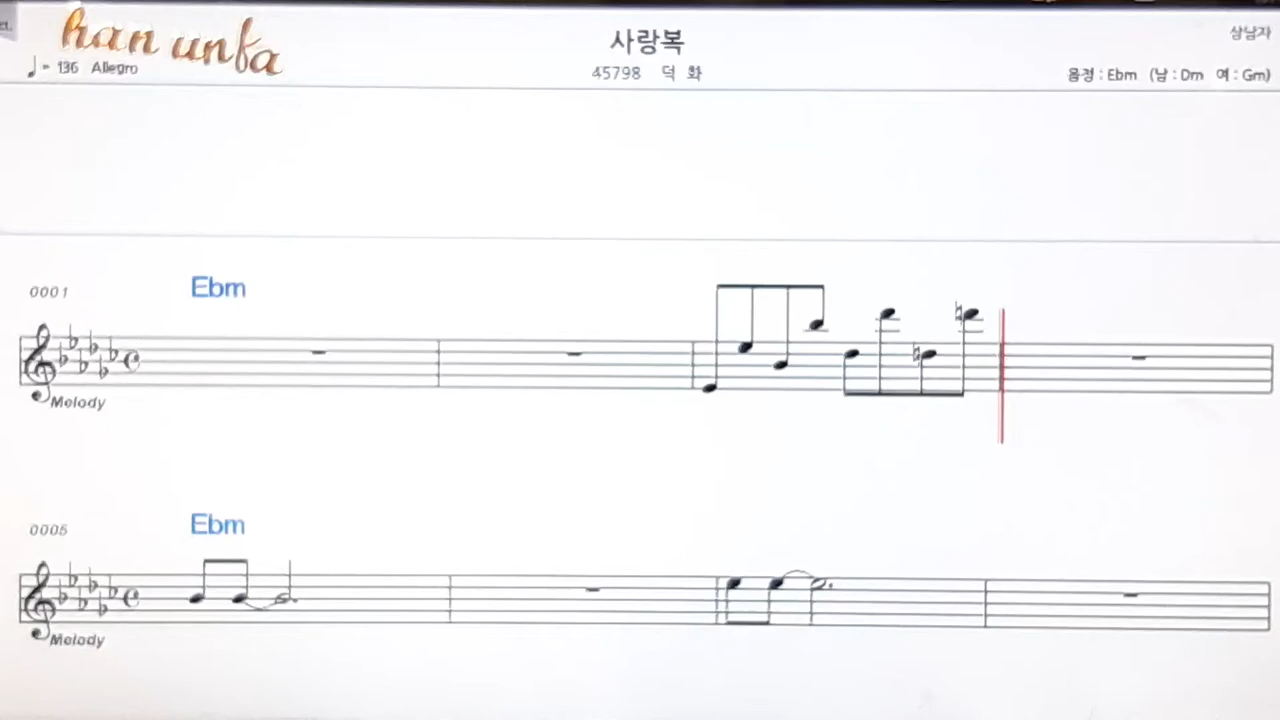 han unfa
♩= 136 Allegro
사랑복
45798 덕 화
상남자
음정 : Ebm (남 : Dm 여 : Gm)
0001
Ebm
Melody
0005
Ebm
Melody